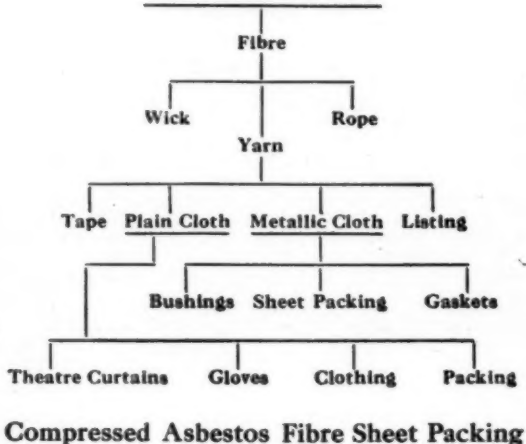 Fibre
Wick Rope
Yarn
Tape Plain Cloth Metallic Cloth Listing
Bushings Sheet Packing Gaskets
Theatre Curtains Gloves Clothing Packing
Compressed Asbestos Fibre Sheet Packing